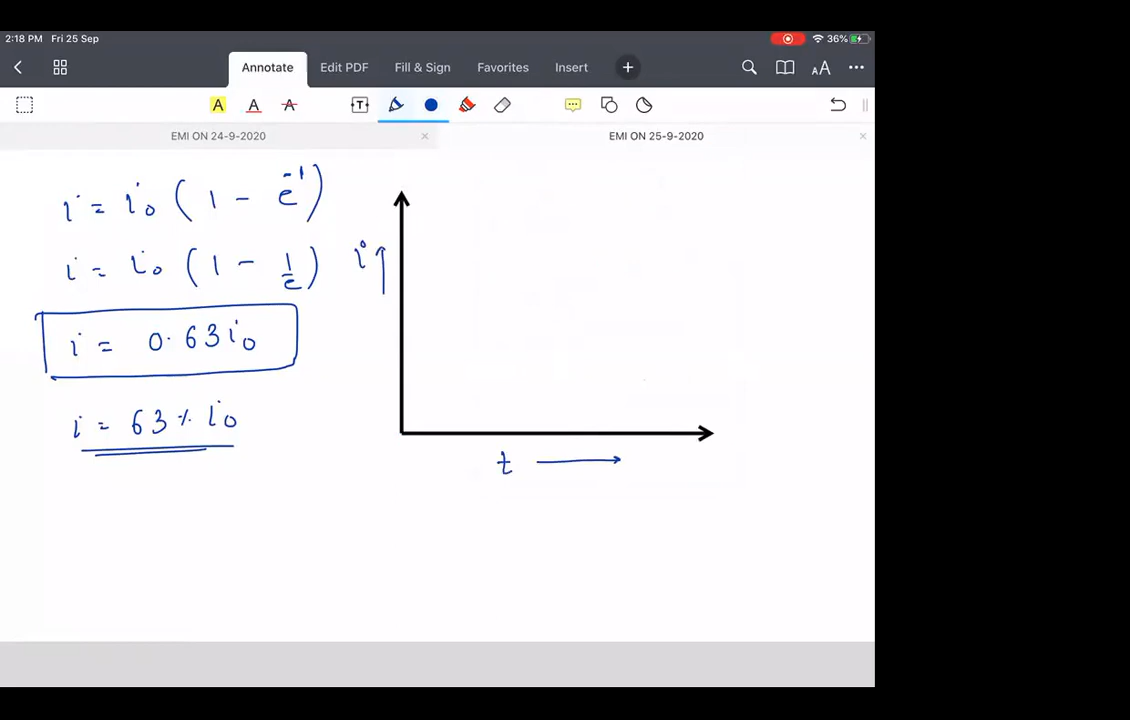 2:18 PM Fri 25 Sep 36%
Annotate Edit PDF Fill & Sign Favorites Insert
A A A T AA
EMI ON 24-9-2020 EMI ON 25-9-2020
i = i₀ (1 - e⁻¹)
i = i₀ (1 - 1/e)
i = 0.63 i₀
i = 63% i₀
i
t